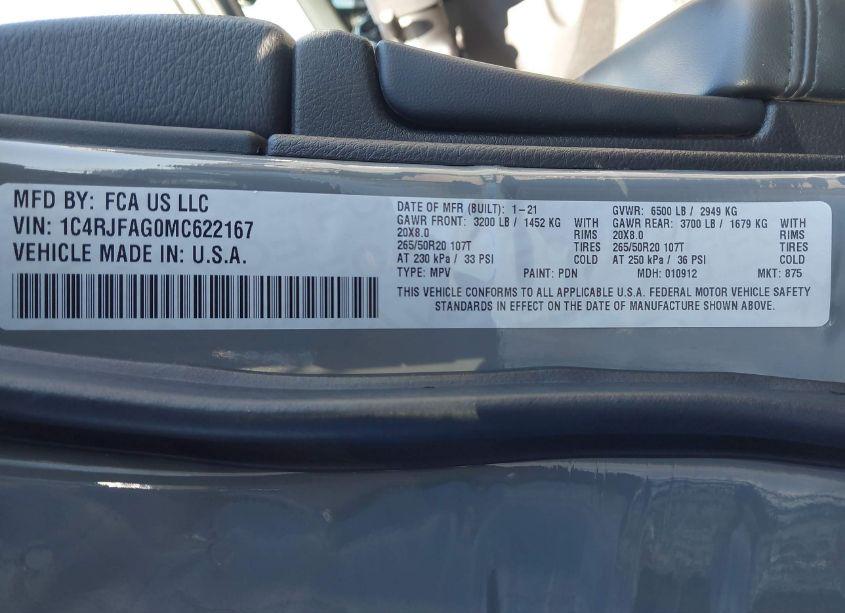 MFD BY: FCA US LLC
VIN: 1C4RJFAG0MC622167
VEHICLE MADE IN: U.S.A.
DATE OF MFR (BUILT): 1-21 GVWR: 6500 LB / 2949 KG
GAWR FRONT: 3200 LB / 1452 KG WITH GAWR REAR: 3700 LB / 1679 KG WITH
20X8.0 RIMS 20X8.0 RIMS
265/50R20 107T TIRES 265/50R20 107T TIRES
AT 230 kPa / 33 PSI COLD AT 250 kPa / 36 PSI COLD
TYPE: MPV PAINT: PDN MDH: 010912 MKT: 875
THIS VEHICLE CONFORMS TO ALL APPLICABLE U.S.A. FEDERAL MOTOR VEHICLE SAFETY
STANDARDS IN EFFECT ON THE DATE OF MANUFACTURE SHOWN ABOVE.